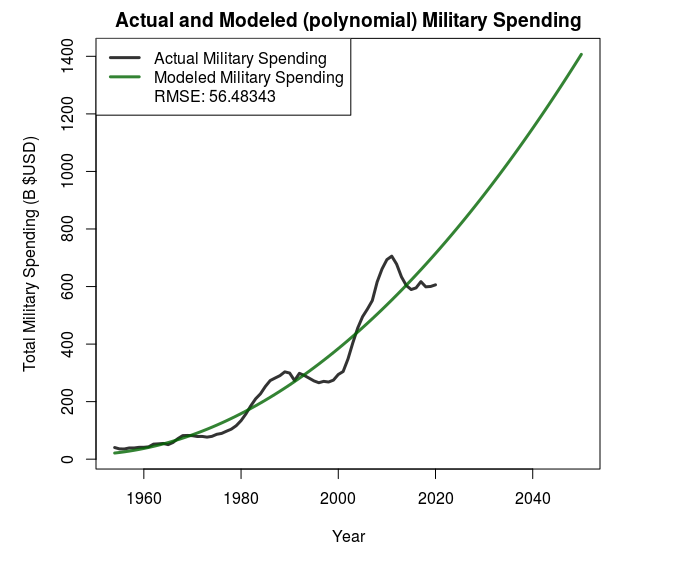 Actual and Modeled (polynomial) Military Spending
Actual Military Spending
Modeled Military Spending
RMSE: 56.48343
Total Military Spending (B $USD)
1400
1200
1000
800
600
400
200
0
1960 1980 2000 2020 2040
Year